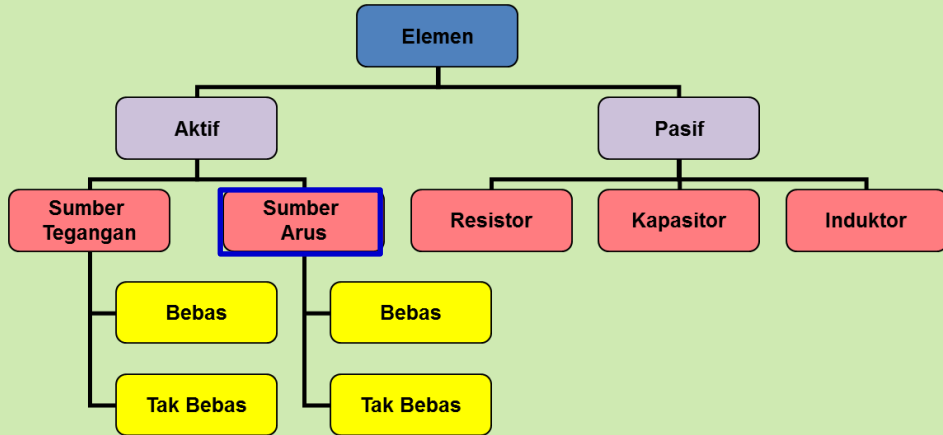 Elemen
Aktif
Pasif
Sumber
Tegangan
Sumber
Arus
Resistor
Kapasitor
Induktor
Bebas
Bebas
Tak Bebas
Tak Bebas